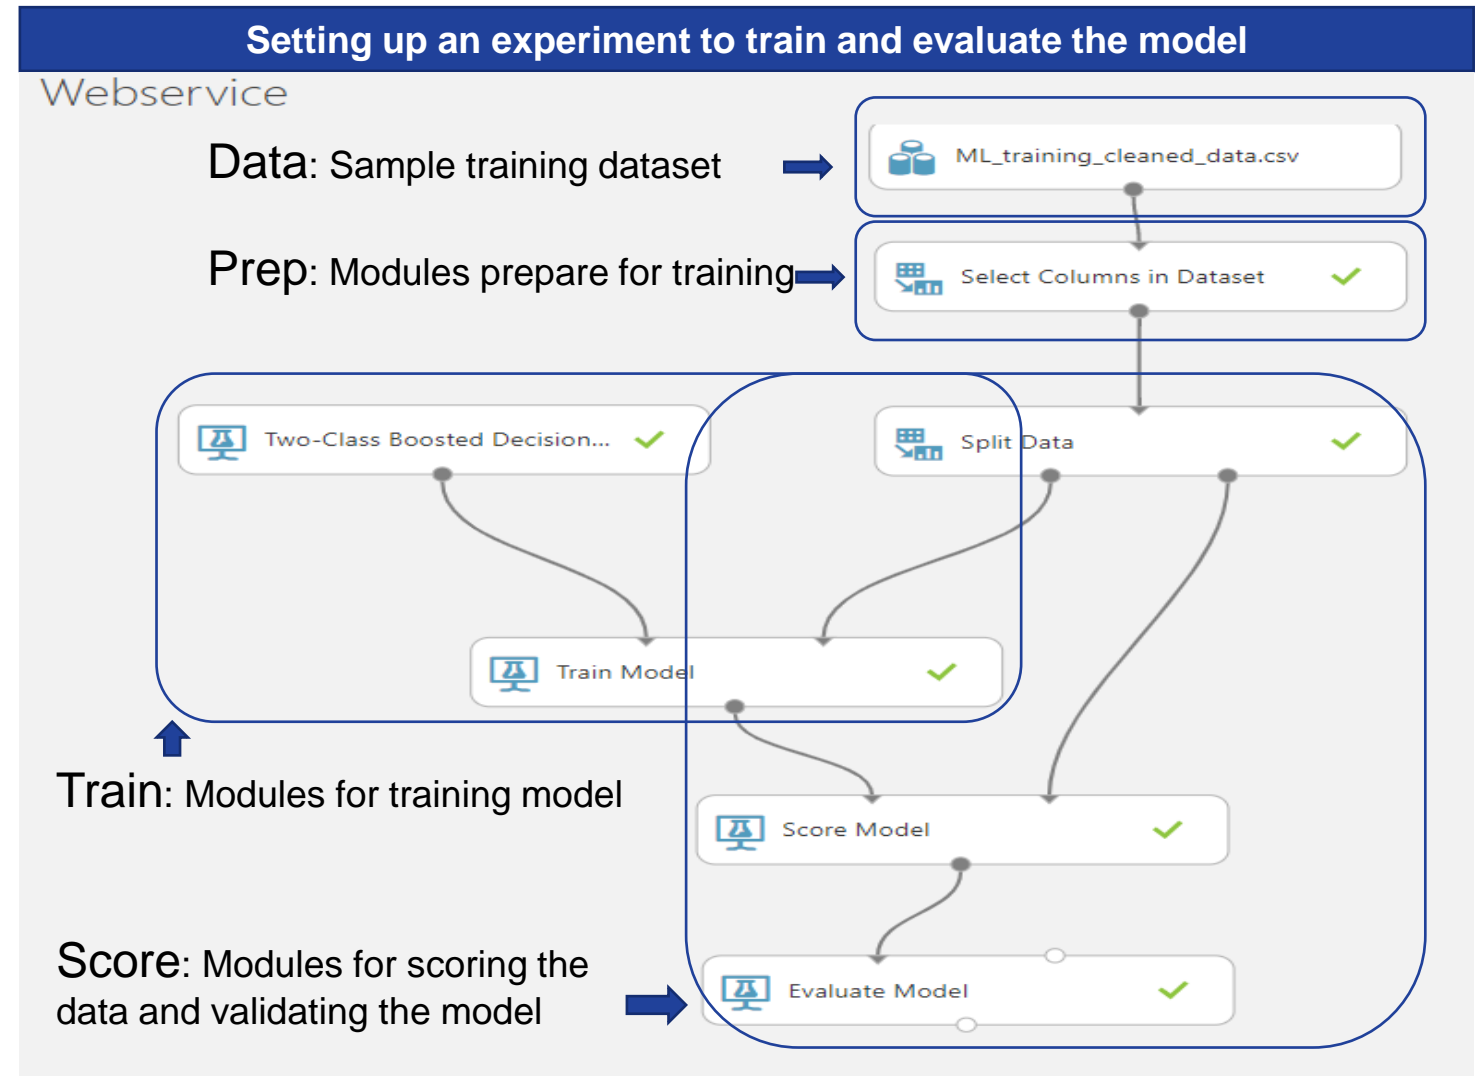 Setting up an experiment to train and evaluate the model
Webservice
Data: Sample training dataset
ML_training_cleaned_data.csv
Prep: Modules prepare for training
Select Columns in Dataset
Two-Class Boosted Decision...
Split Data
Train Model
Train: Modules for training model
Score Model
Score: Modules for scoring the
data and validating the model
Evaluate Model